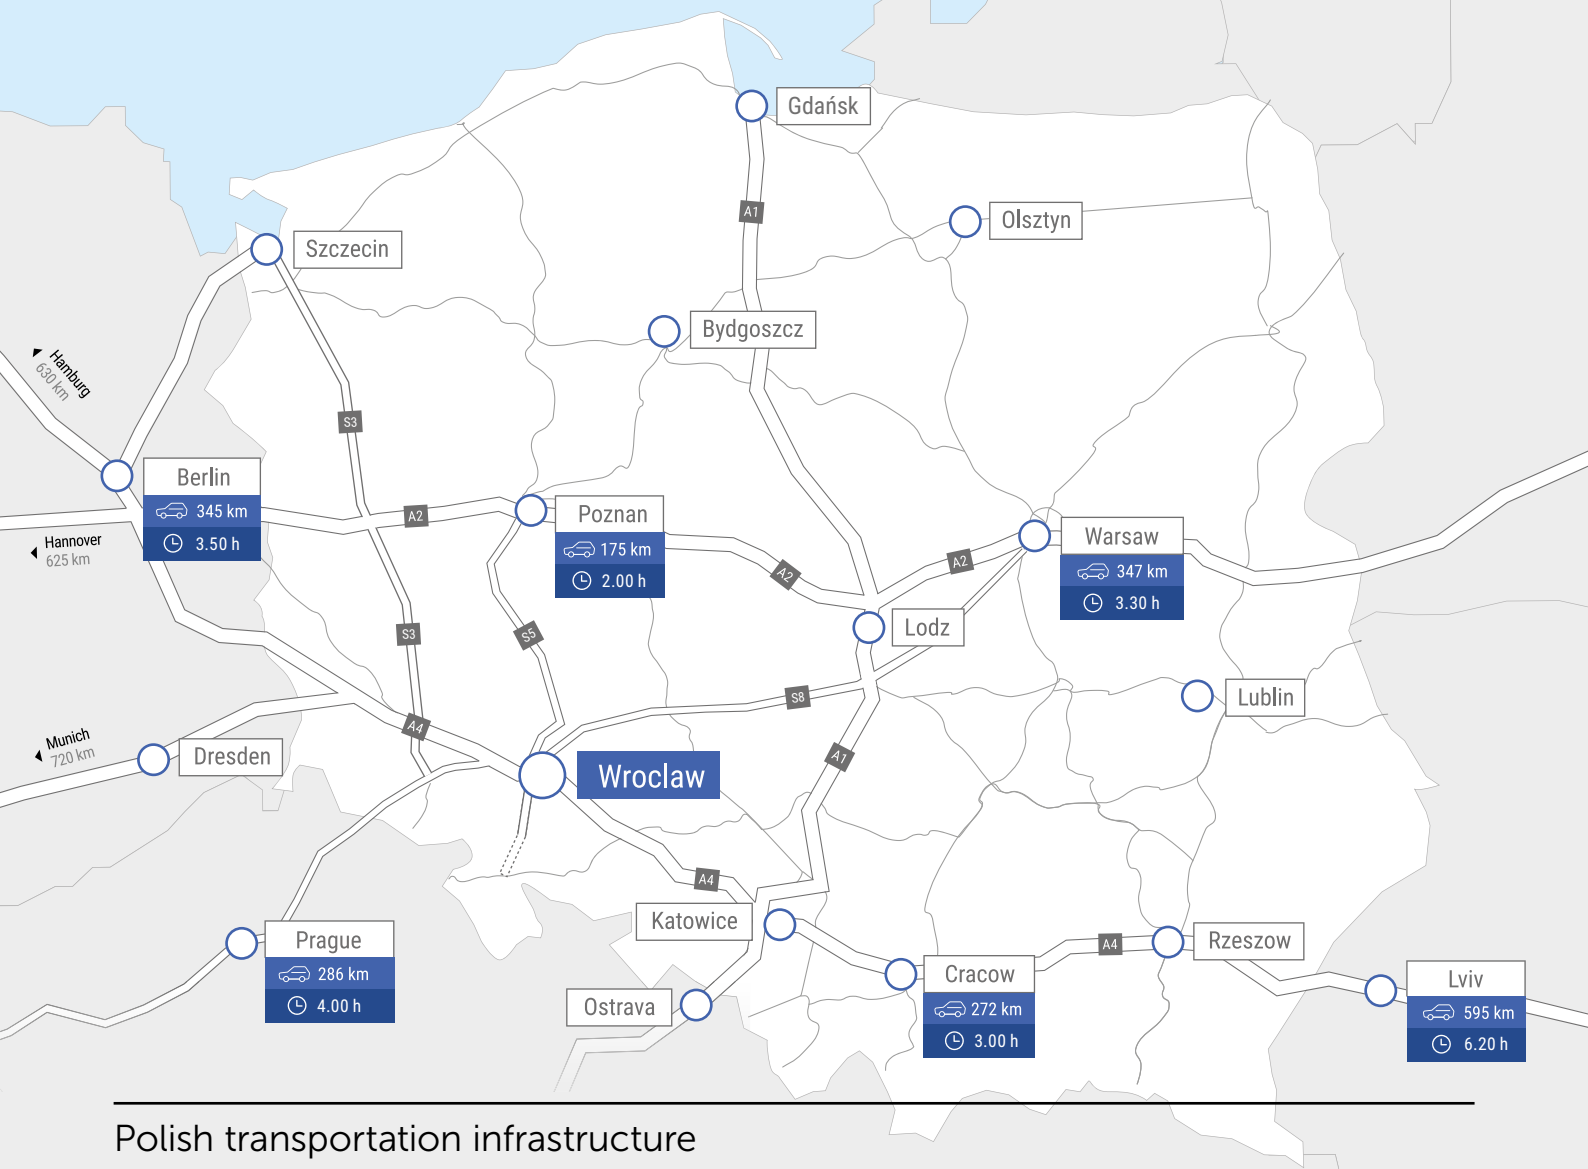 Gdańsk
A1
Olsztyn
Szczecin
Bydgoszcz
Hamburg
630 km
S3
Berlin
345 km
3.50 h
A2
Poznan
175 km
2.00 h
Hannover
625 km
A2
A2
Warsaw
347 km
3.30 h
S3
S5
Lodz
S8
Lublin
A4
Munich
720 km
Dresden
Wroclaw
A1
A4
Katowice
Prague
286 km
4.00 h
A4
Rzeszow
Cracow
272 km
3.00 h
Lviv
595 km
6.20 h
Ostrava
Polish transportation infrastructure